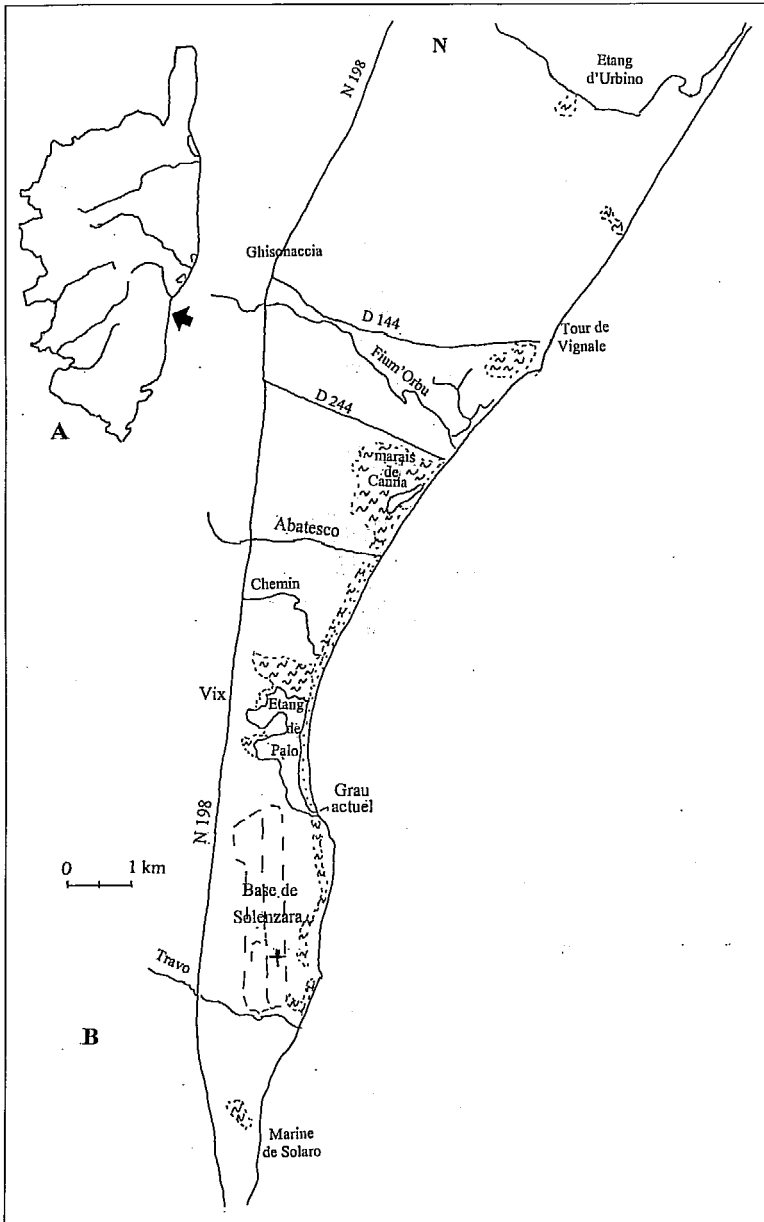 N
Etang
d'Urbino
N 198
Ghisonaccia
D 144
Tour de
Vignale
Fium'Orbu
D 244
A
marais
de
Canna
Abatesco
Chemin
Vix
Etang
de
Palo
Grau
actuel
N 198
0 1 km
Base de
Solenzara
Travo
B
Marine
de Solaro